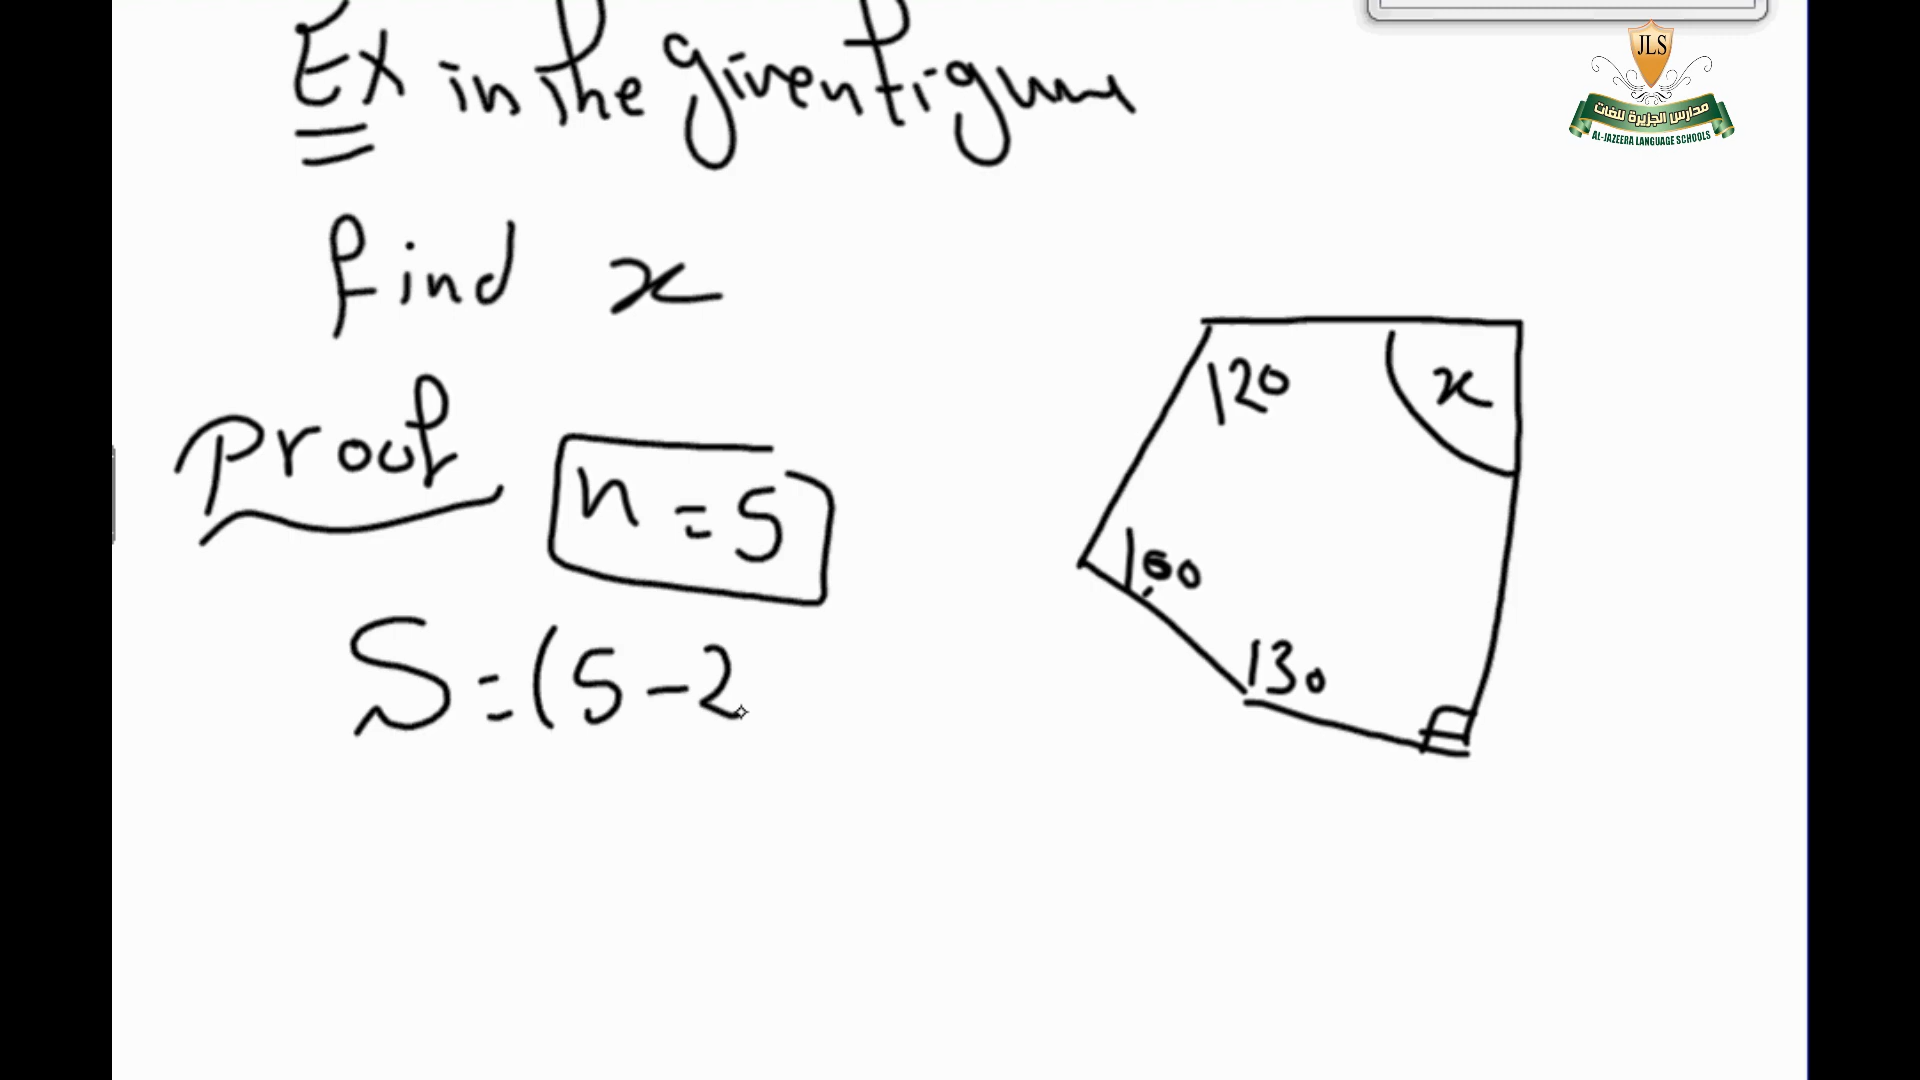 JLS
مدارس الجزيرة للغات
AL-JAZEERA LANGUAGE SCHOOLS
Ex in the given figure
find x
Proof
n = 5
S = (5 - 2
120
x
130